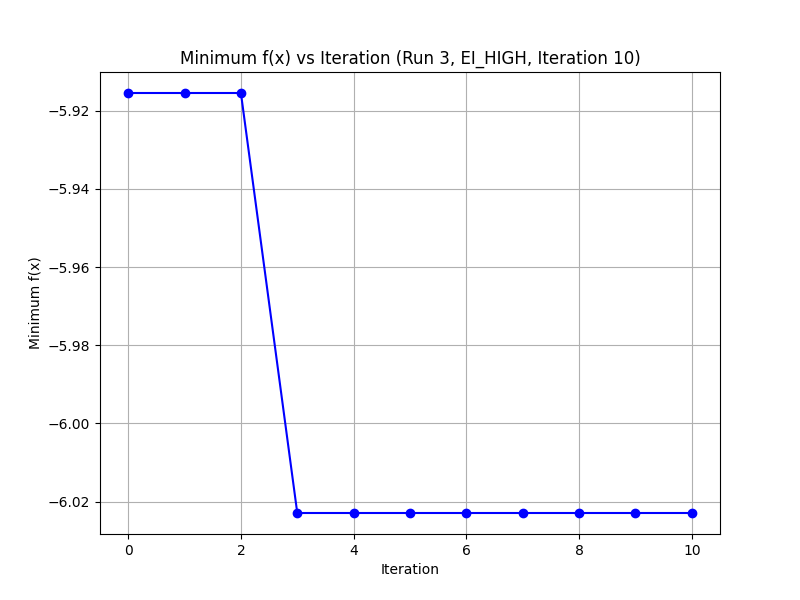 Minimum f(x) vs Iteration (Run 3, EI_HIGH, Iteration 10)
Minimum f(x)
−5.92
−5.94
−5.96
−5.98
−6.00
−6.02
0 2 4 6 8 10
Iteration